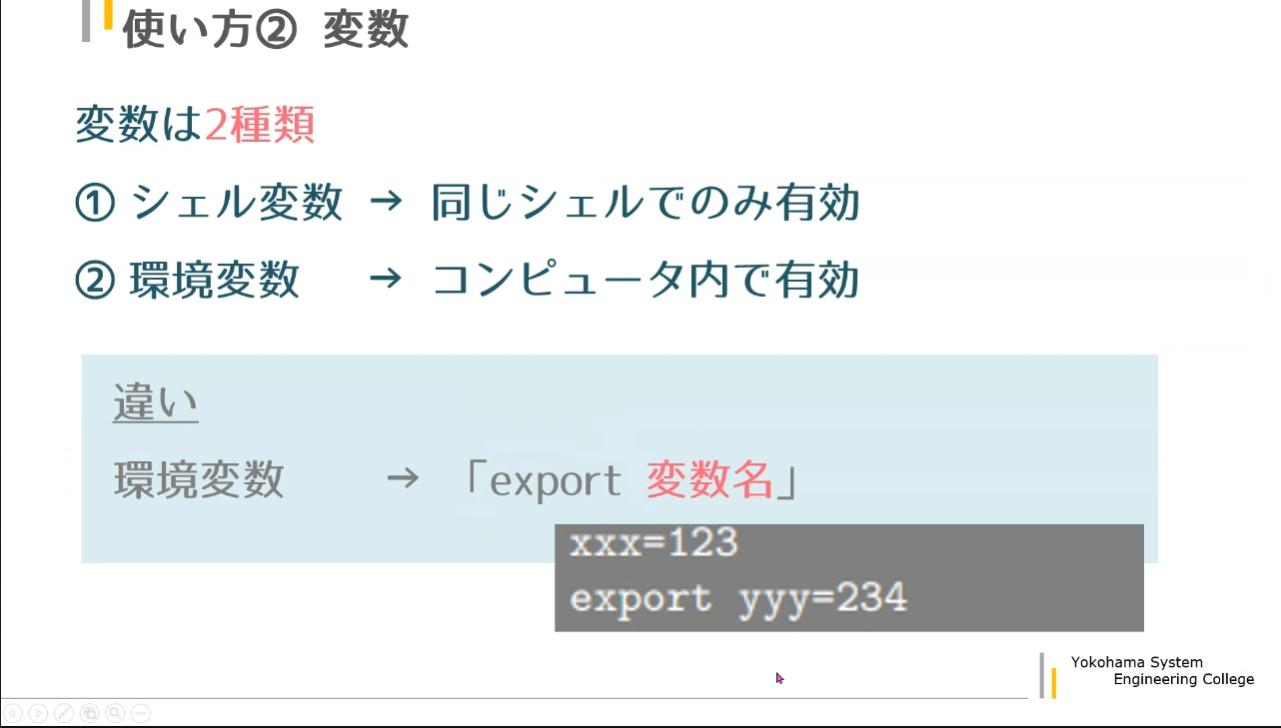 使い方② 変数
変数は2種類
① シェル変数 → 同じシェルでのみ有効
② 環境変数 → コンピュータ内で有効
違い
環境変数 → 「export 変数名」
xxx=123
export yyy=234
Yokohama System
Engineering College